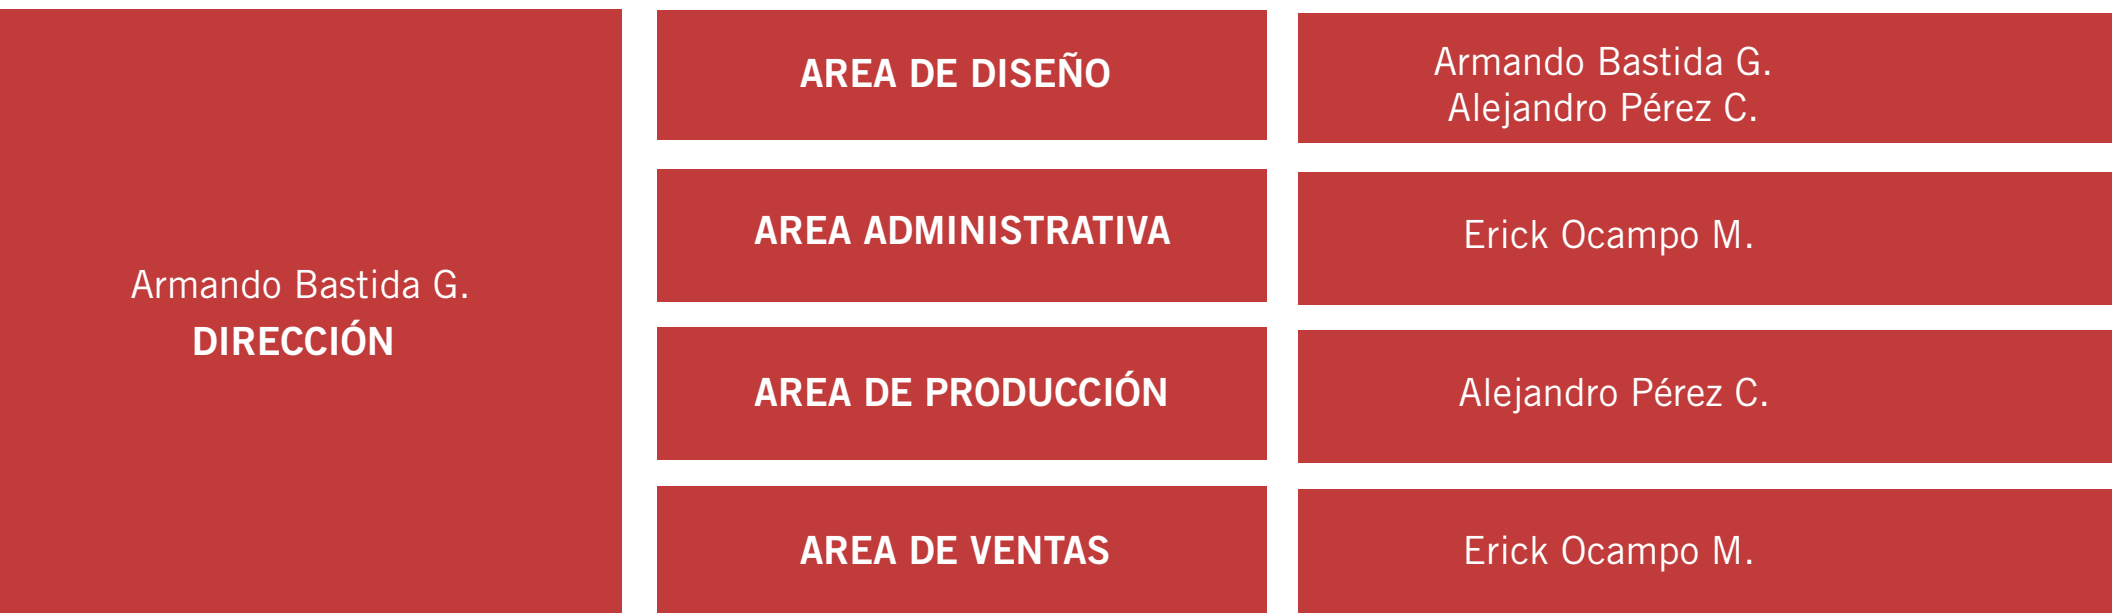 Armando Bastida G.
DIRECCIÓN
AREA DE DISEÑO
Armando Bastida G.
Alejandro Pérez C.
AREA ADMINISTRATIVA
Erick Ocampo M.
AREA DE PRODUCCIÓN
Alejandro Pérez C.
AREA DE VENTAS
Erick Ocampo M.